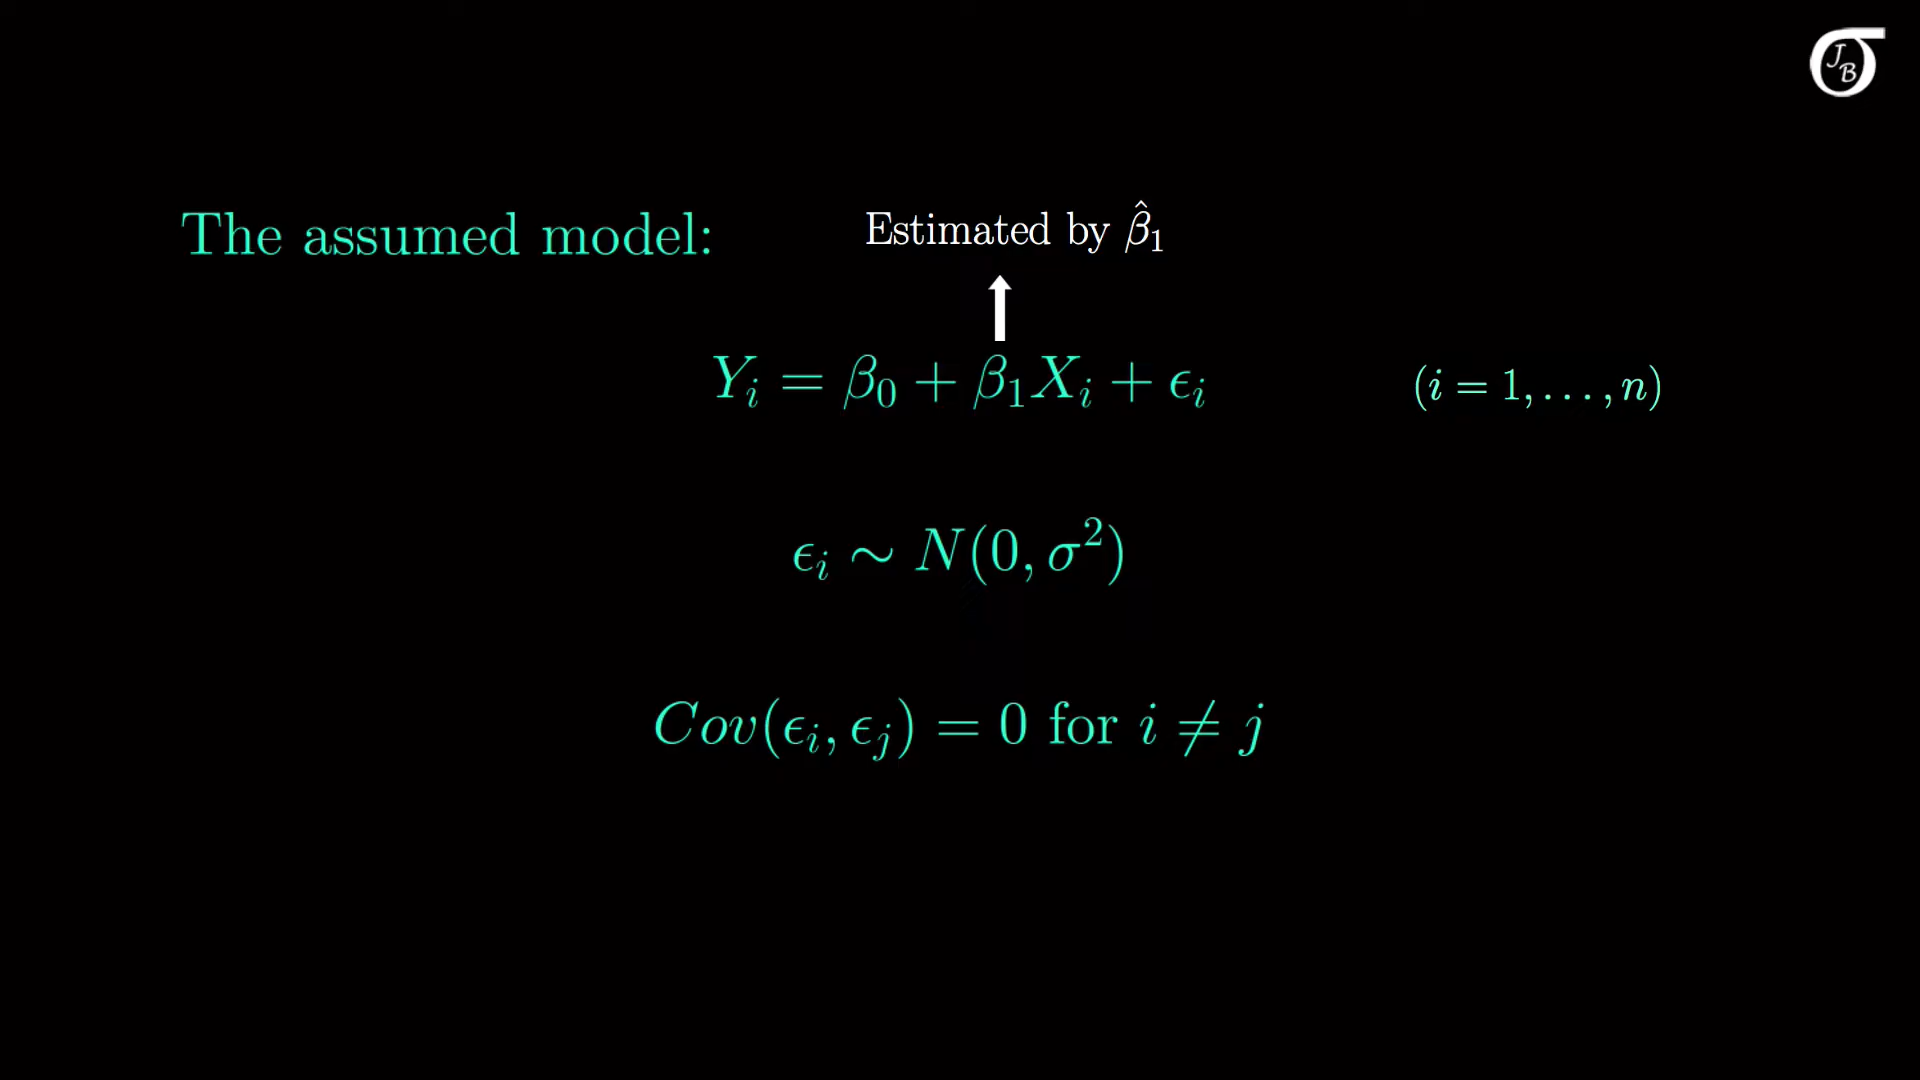 JB
The assumed model:
Estimated by β̂₁
Yᵢ = β₀ + β₁Xᵢ + ϵᵢ (i = 1, . . . , n)
ϵᵢ ∼ N(0, σ²)
Cov(ϵᵢ, ϵⱼ) = 0 for i ≠ j